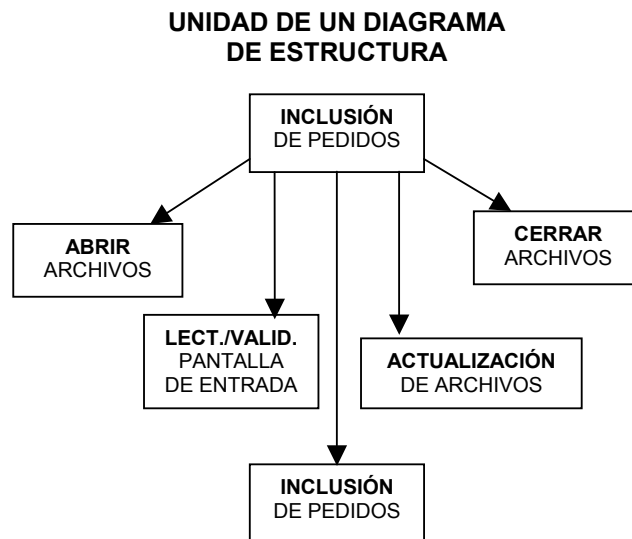 UNIDAD DE UN DIAGRAMA
DE ESTRUCTURA
INCLUSIÓN
DE PEDIDOS
ABRIR
ARCHIVOS
CERRAR
ARCHIVOS
LECT./VALID.
PANTALLA
DE ENTRADA
ACTUALIZACIÓN
DE ARCHIVOS
INCLUSIÓN
DE PEDIDOS